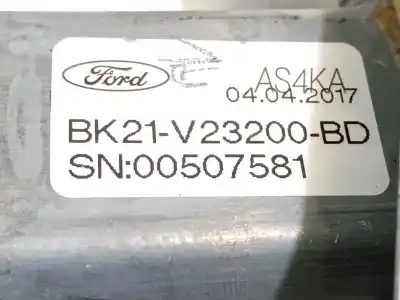 Ford
AS4KA
04.04.2017
BK21-V23200-BD
SN:00507581